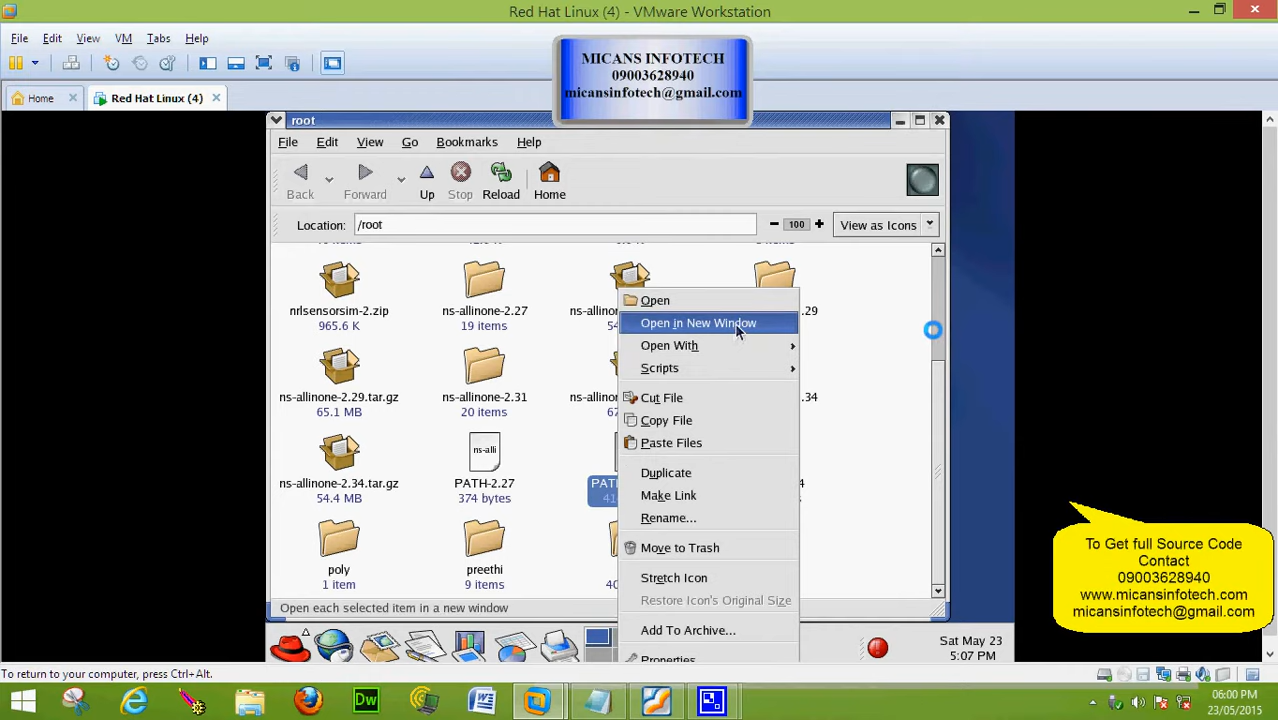 Red Hat Linux (4) - VMware Workstation
File Edit View VM Tabs Help
MICANS INFOTECH
09003628940
micansinfotech@gmail.com
Home Red Hat Linux (4)
root
File Edit View Go Bookmarks Help
Back Forward Up Stop Reload Home
Location: /root 100 View as Icons
nrlsensorsim-2.zip ns-allinone-2.27
965.6 K 19 items
ns-allinone-2.29.tar.gz ns-allinone-2.31
65.1 MB 20 items
ns-alli
ns-allinone-2.34.tar.gz PATH-2.27
54.4 MB 374 bytes
poly preethi
1 item 9 items
Open
Open in New Window
Open With
Scripts
Cut File
Copy File
Paste Files
Duplicate
Make Link
Rename...
Move to Trash
Stretch Icon
Restore Icon's Original Size
Add To Archive...
Properties
Open each selected item in a new window
Sat May 23
5:07 PM
To Get full Source Code
Contact
09003628940
www.micansinfotech.com
micansinfotech@gmail.com
To return to your computer, press Ctrl+Alt.
Dw
06:00 PM
23/05/2015